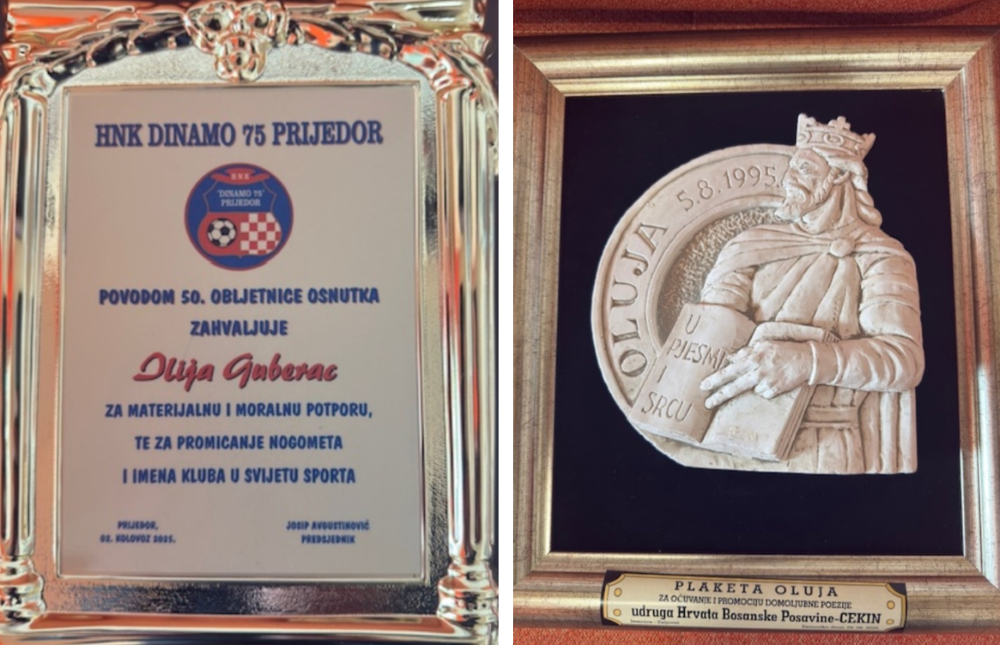 HNK DINAMO 75 PRIJEDOR
HNK
'DINAMO 75'
PRIJEDOR
POVODOM 50. OBLJETNICE OSNUTKA
ZAHVALJUJE
Ilija Guberac
ZA MATERIJALNU I MORALNU POTPORU,
TE ZA PROMICANJE NOGOMETA
I IMENA KLUBA U SVIJETU SPORTA
PRIJEDOR,
02. KOLOVOZ 2025.
JOSIP AVGUSTINOVIĆ
PREDSJEDNIK
OLUJA 5.8.1995.
U
PJESMI
I
SRCU
PLAKETA OLUJA
ZA OČUVANJE I PROMOCIJU DOMOLJUBNE POEZIJE
udruga Hrvata Bosanske Posavine-CEKIN